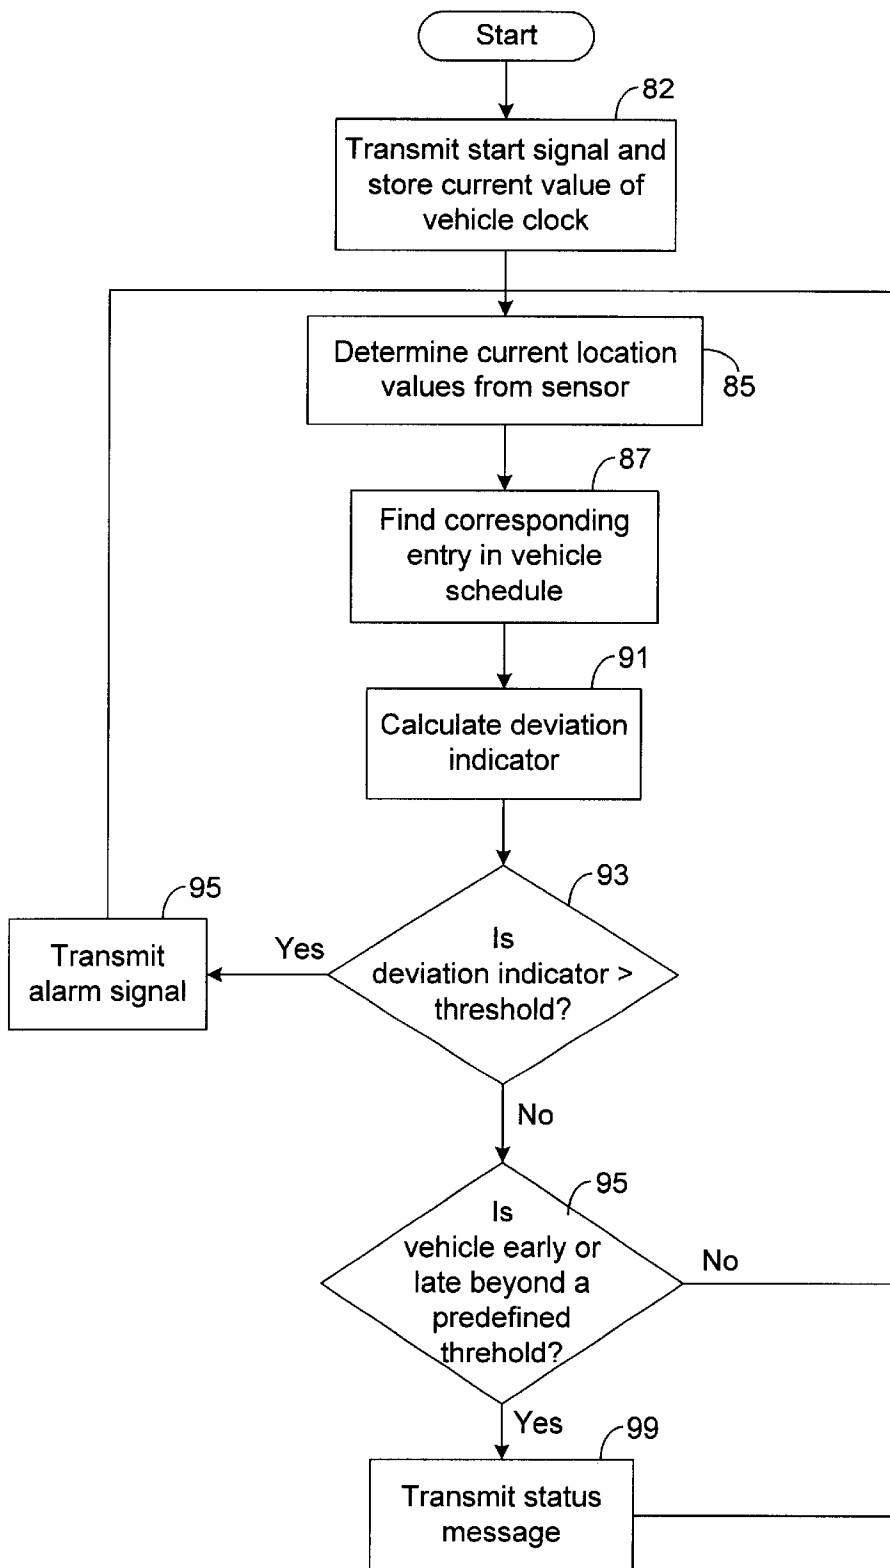 Start
82
Transmit start signal and
store current value of
vehicle clock
Determine current location
values from sensor
85
87
Find corresponding
entry in vehicle
schedule
91
Calculate deviation
indicator
93
Is
deviation indicator >
threshold?
Yes
95
Transmit
alarm signal
No
95
Is
vehicle early or
late beyond a
predefined
threhold?
No
Yes
99
Transmit status
message